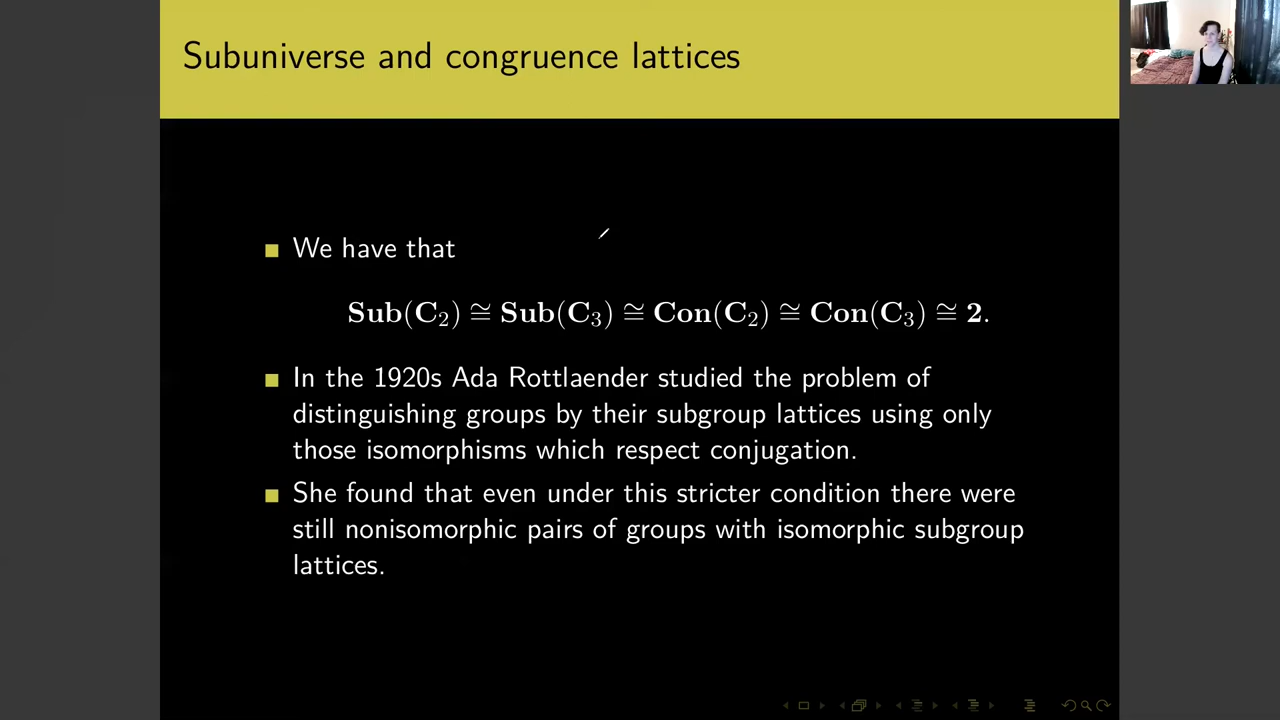 Subuniverse and congruence lattices
We have that
Sub(C₂) ≅ Sub(C₃) ≅ Con(C₂) ≅ Con(C₃) ≅ 2.
In the 1920s Ada Rottlaender studied the problem of
distinguishing groups by their subgroup lattices using only
those isomorphisms which respect conjugation.
She found that even under this stricter condition there were
still nonisomorphic pairs of groups with isomorphic subgroup
lattices.